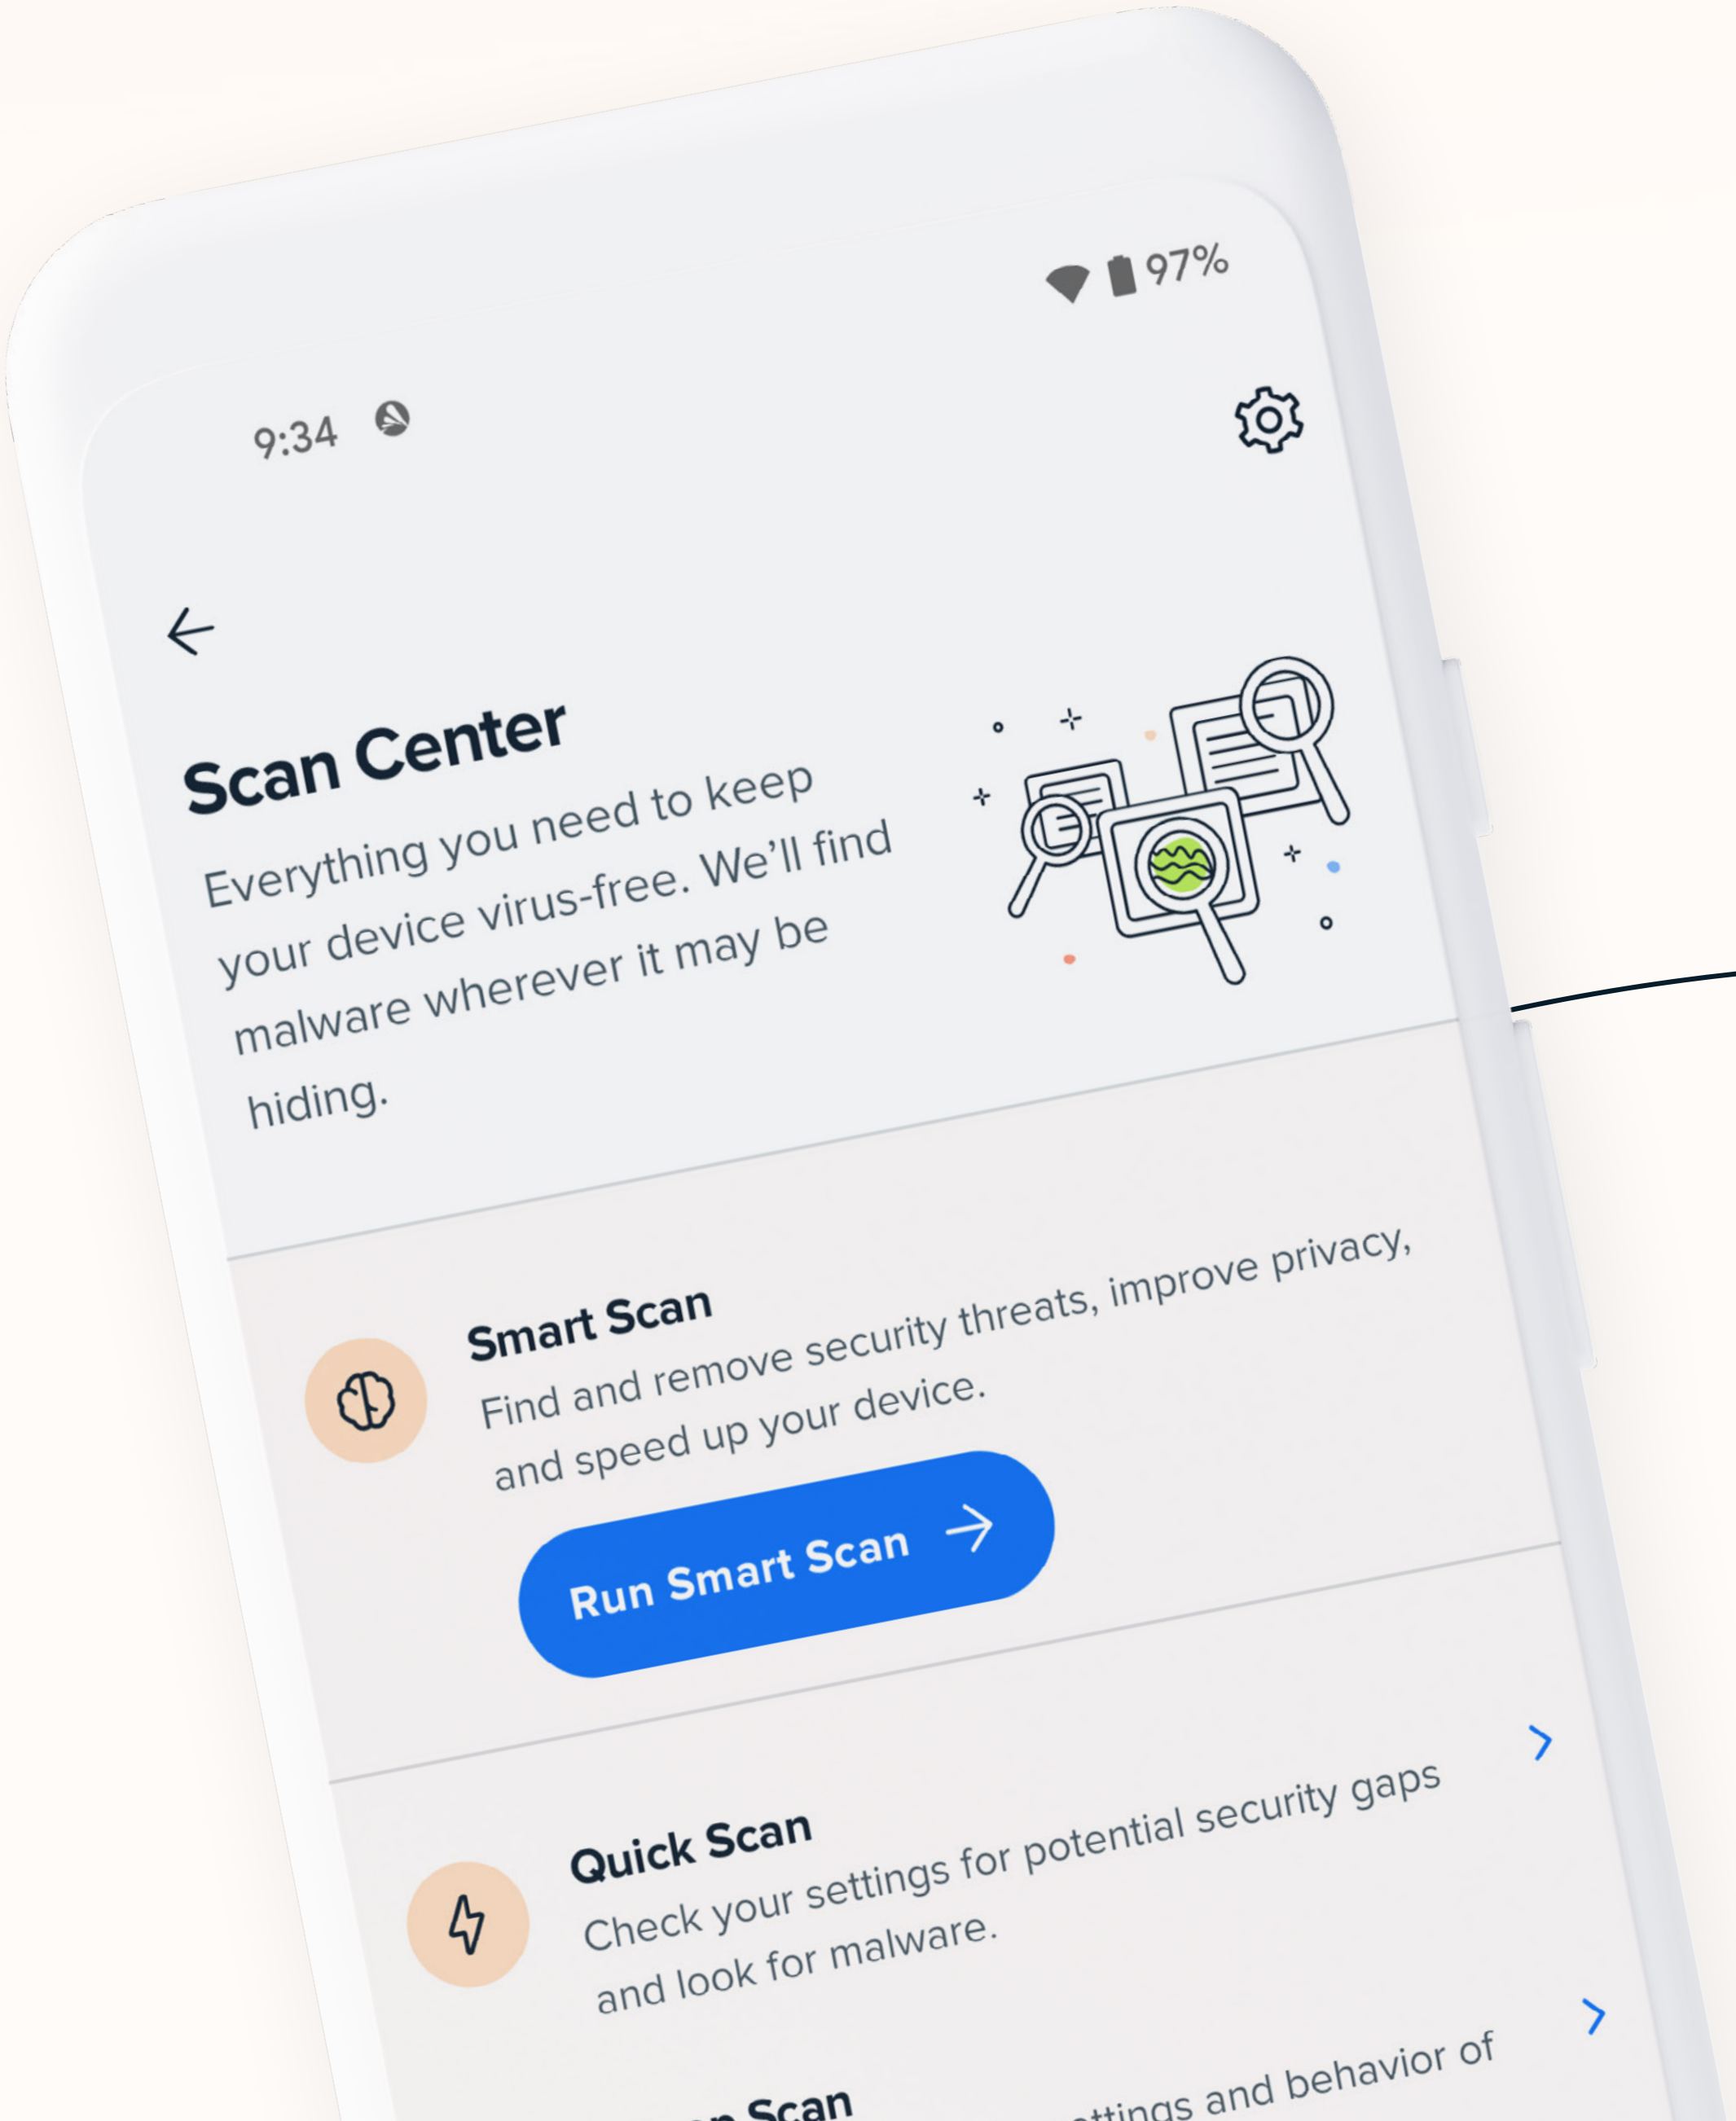 9:34
97%
Scan Center
Everything you need to keep
your device virus-free. We'll find
malware wherever it may be
hiding.
Smart Scan
Find and remove security threats, improve privacy,
and speed up your device.
Run Smart Scan
Quick Scan
Check your settings for potential security gaps
and look for malware.
Scan
and behavior of